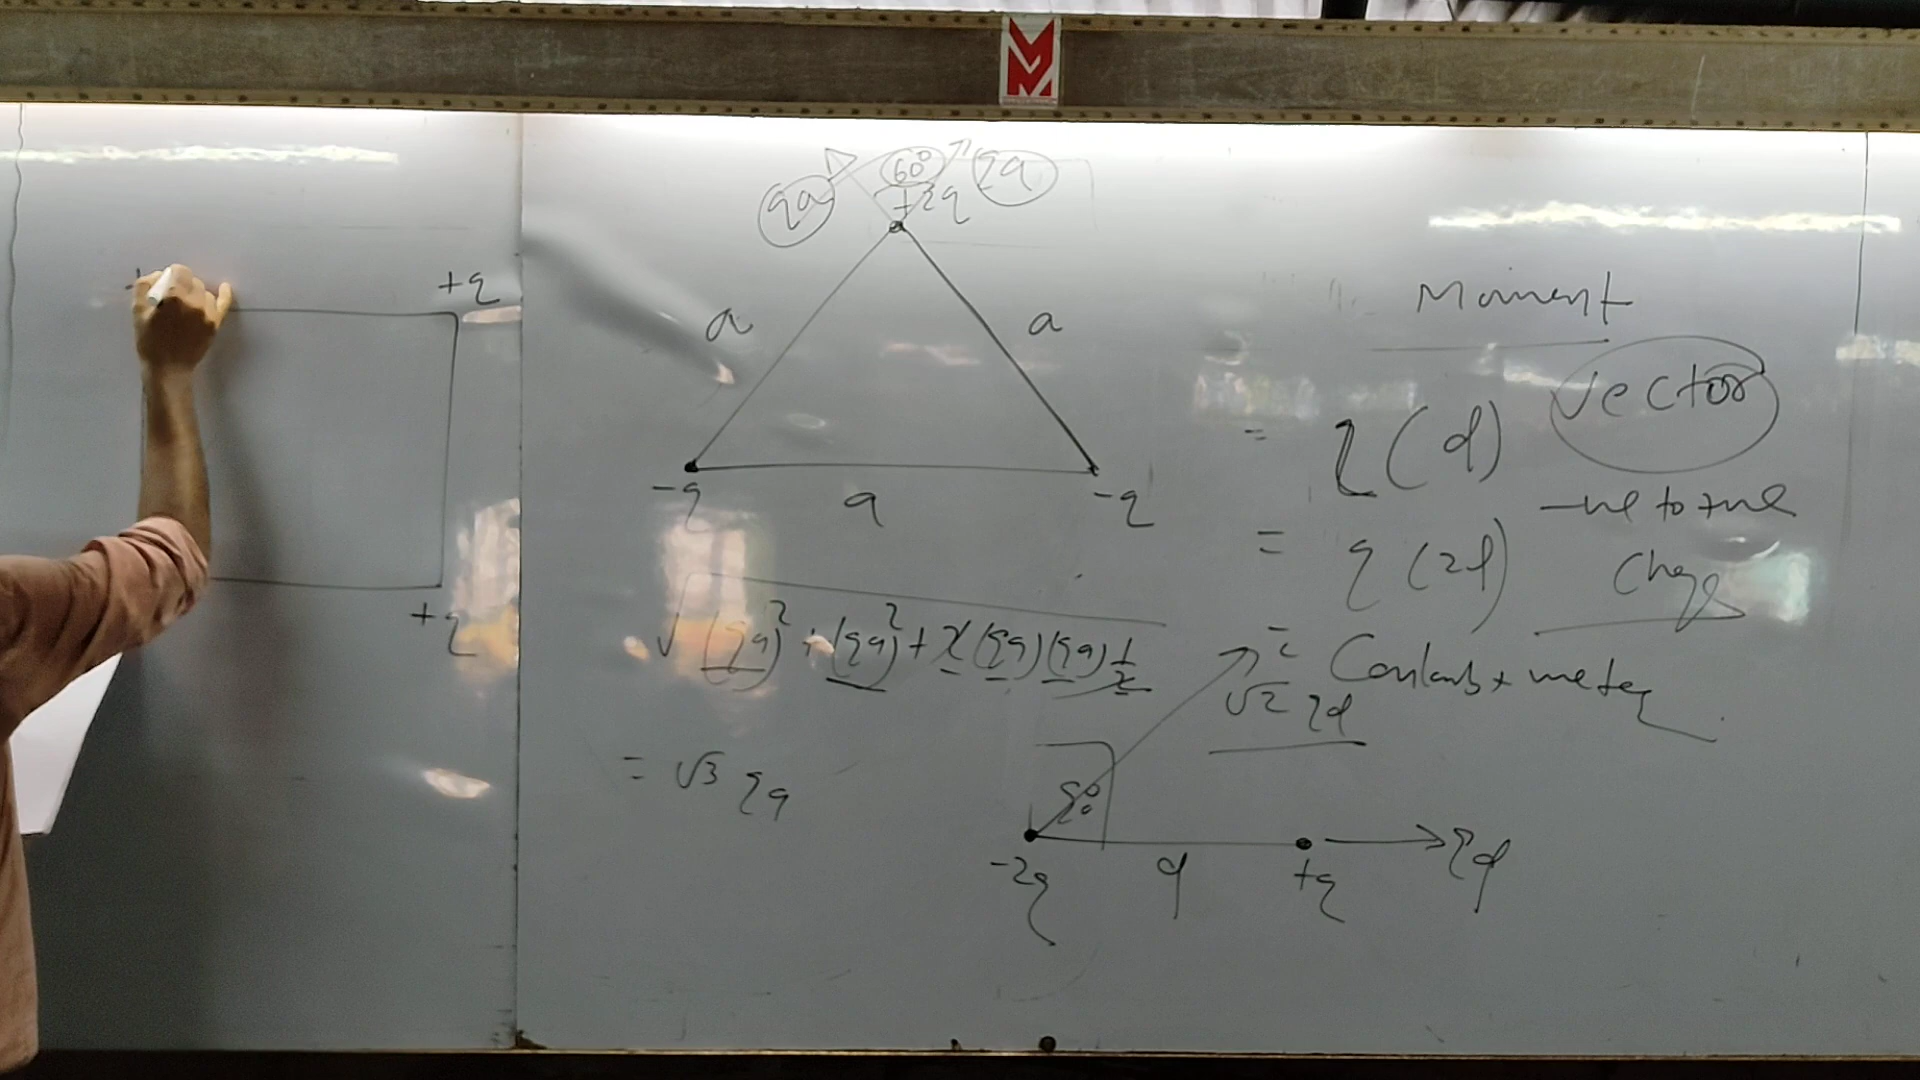 +q
+q
qa
60°
qa
+2q
a
a
-q
a
-q
√(qa)² + (qa)² + 2(qa)(qa) 1/2
= √3 qa
Moment
= q(d)
vector
-ve to +ve
= q(2l)
Charge
= Coulomb x meter
√2 qd
90°
-2q
d
+q
qd